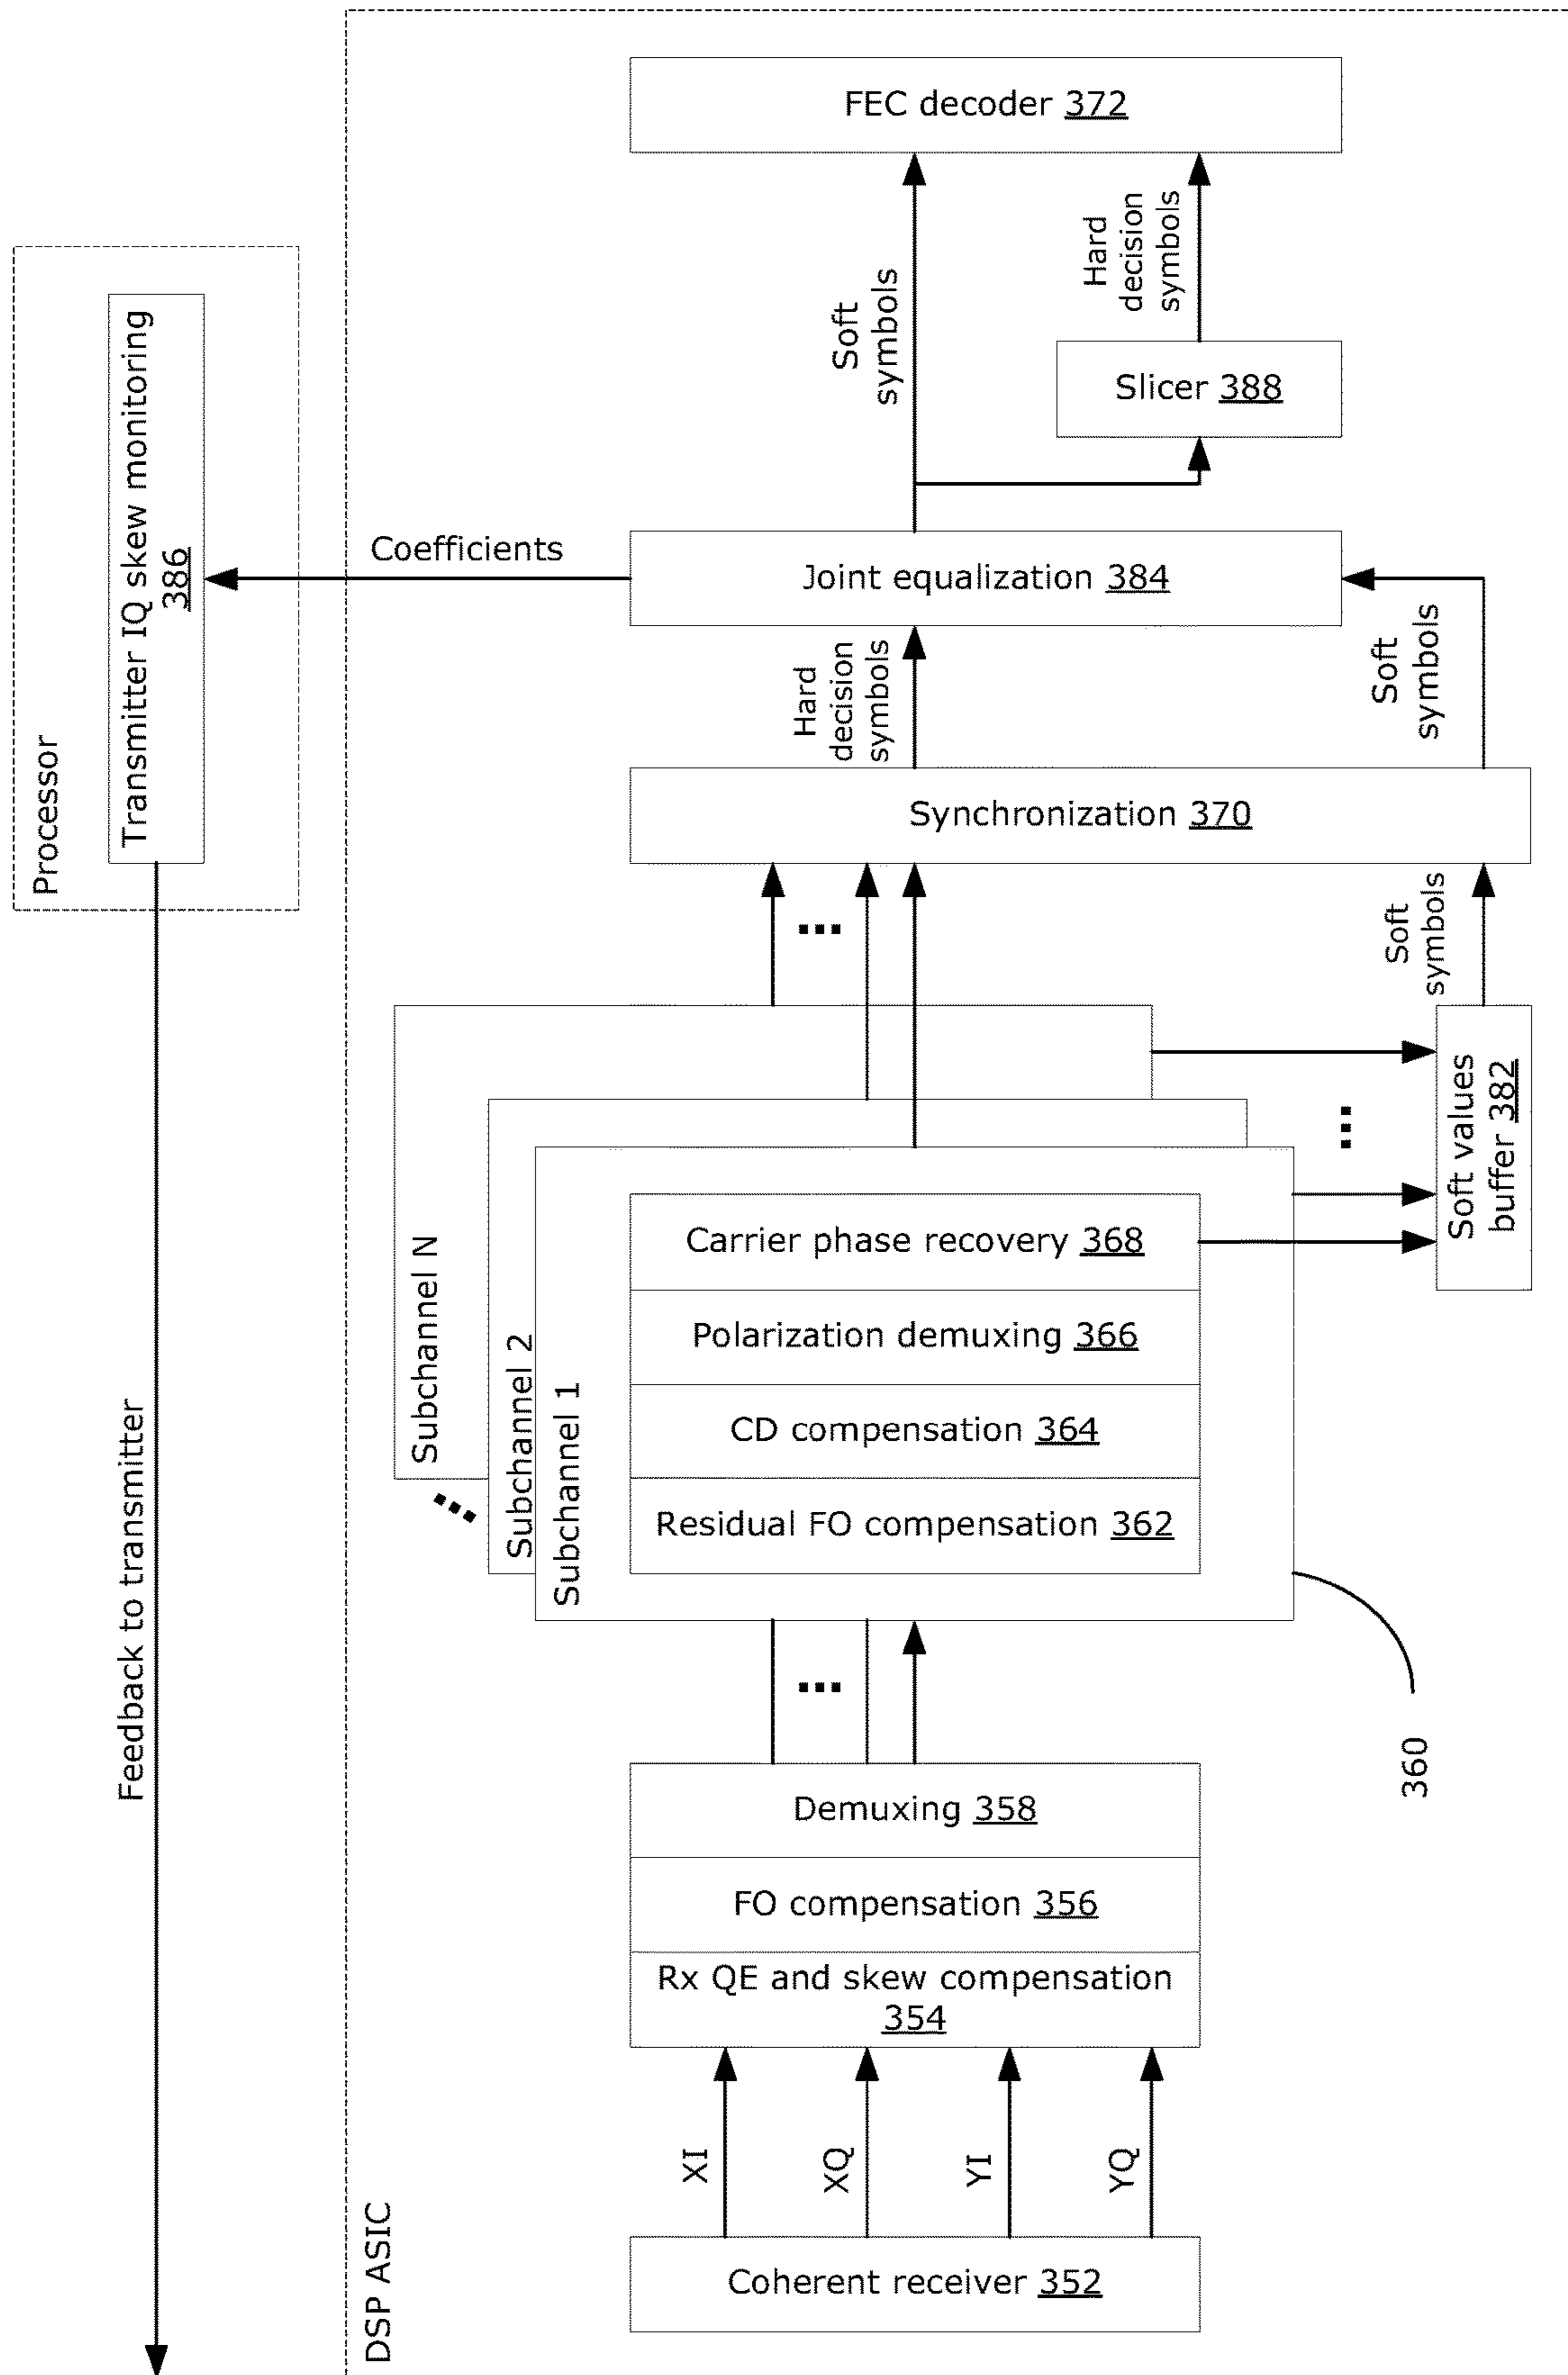 Processor
Transmitter IQ skew monitoring
386
Feedback to transmitter
Coefficients
DSP ASIC
Coherent receiver 352
XI
XQ
YI
YQ
Rx QE and skew compensation
354
FO compensation 356
Demuxing 358
360
Subchannel 1
Subchannel 2
Subchannel N
Residual FO compensation 362
CD compensation 364
Polarization demuxing 366
Carrier phase recovery 368
Soft values
buffer 382
Soft
symbols
Synchronization 370
Hard
decision
symbols
Soft
symbols
Joint equalization 384
Soft
symbols
Slicer 388
Hard
decision
symbols
FEC decoder 372